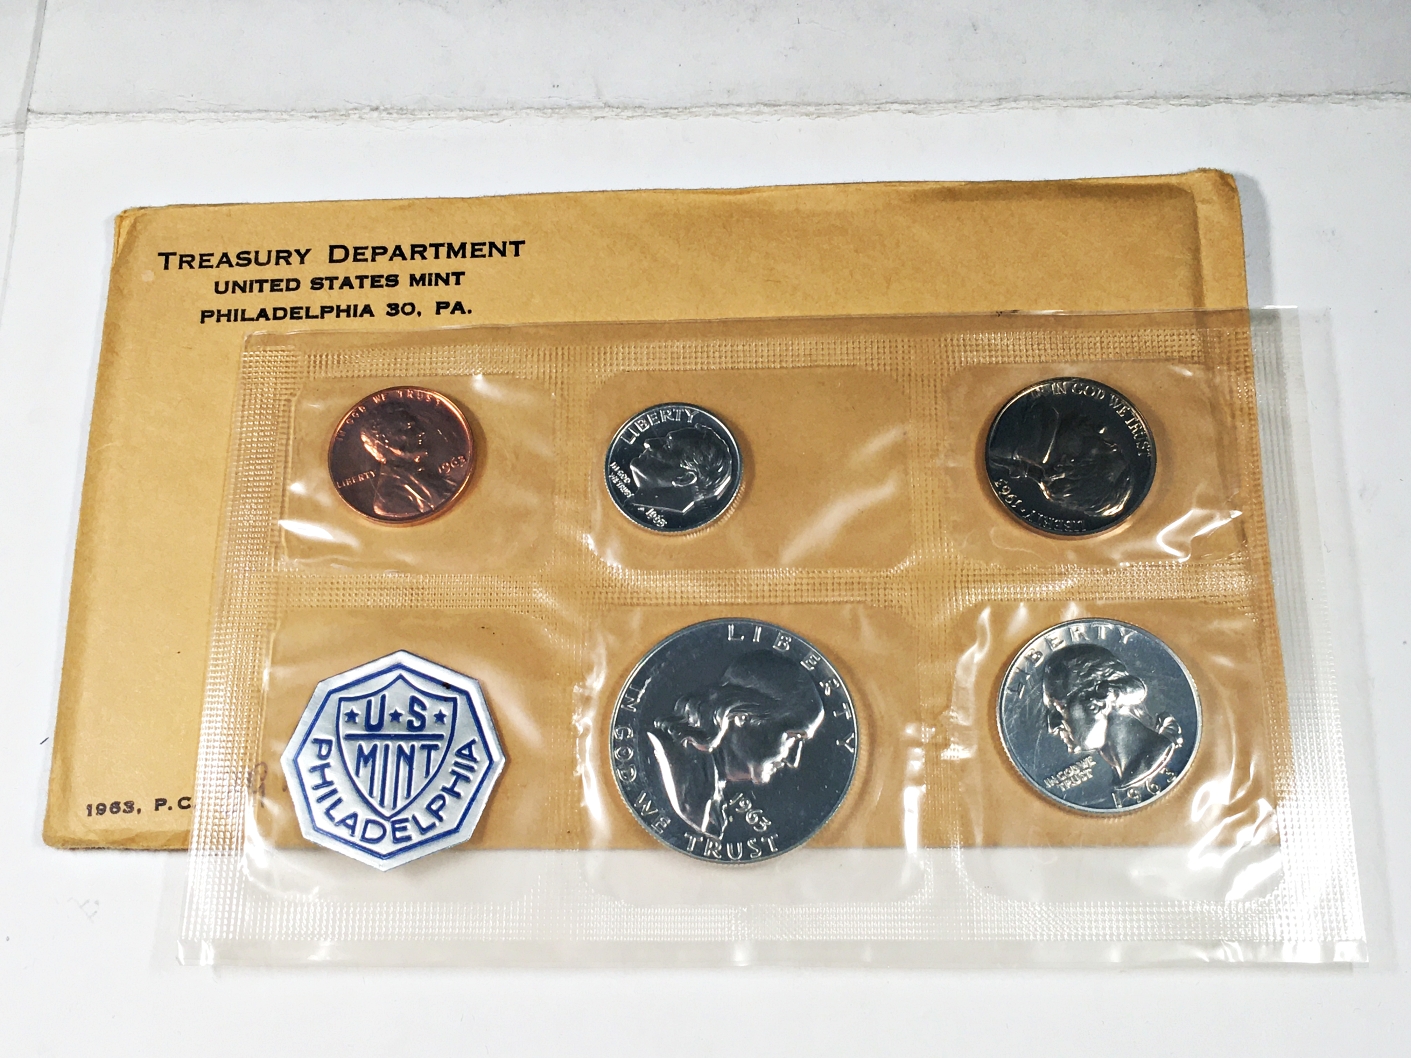 TREASURY DEPARTMENT
UNITED STATES MINT
PHILADELPHIA 30, PA.
IN GOD WE TRUST
LIBERTY
1963
LIBERTY
IN GOD
WE TRUST
1963
IN GOD WE TRUST
LIBERTY
1963
U S
MINT
PHILADELPHIA
LIBERTY
IN GOD WE TRUST
1963
LIBERTY
IN GOD WE
TRUST
1963
1963, P.C.